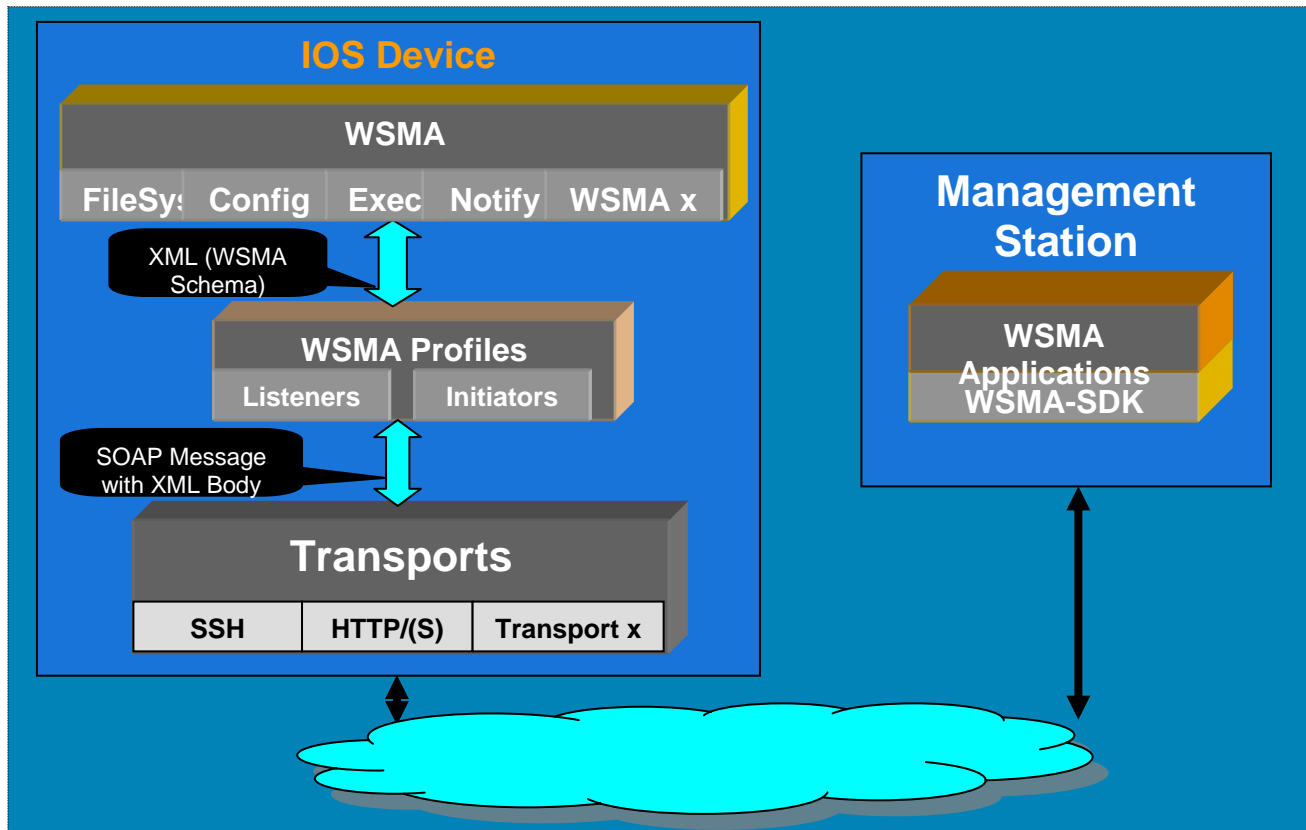 IOS Device
WSMA
FileSys Config Exec Notify WSMA x
XML (WSMA
Schema)
WSMA Profiles
Listeners Initiators
SOAP Message
with XML Body
Transports
SSH HTTP/(S) Transport x
Management
Station
WSMA
Applications
WSMA-SDK